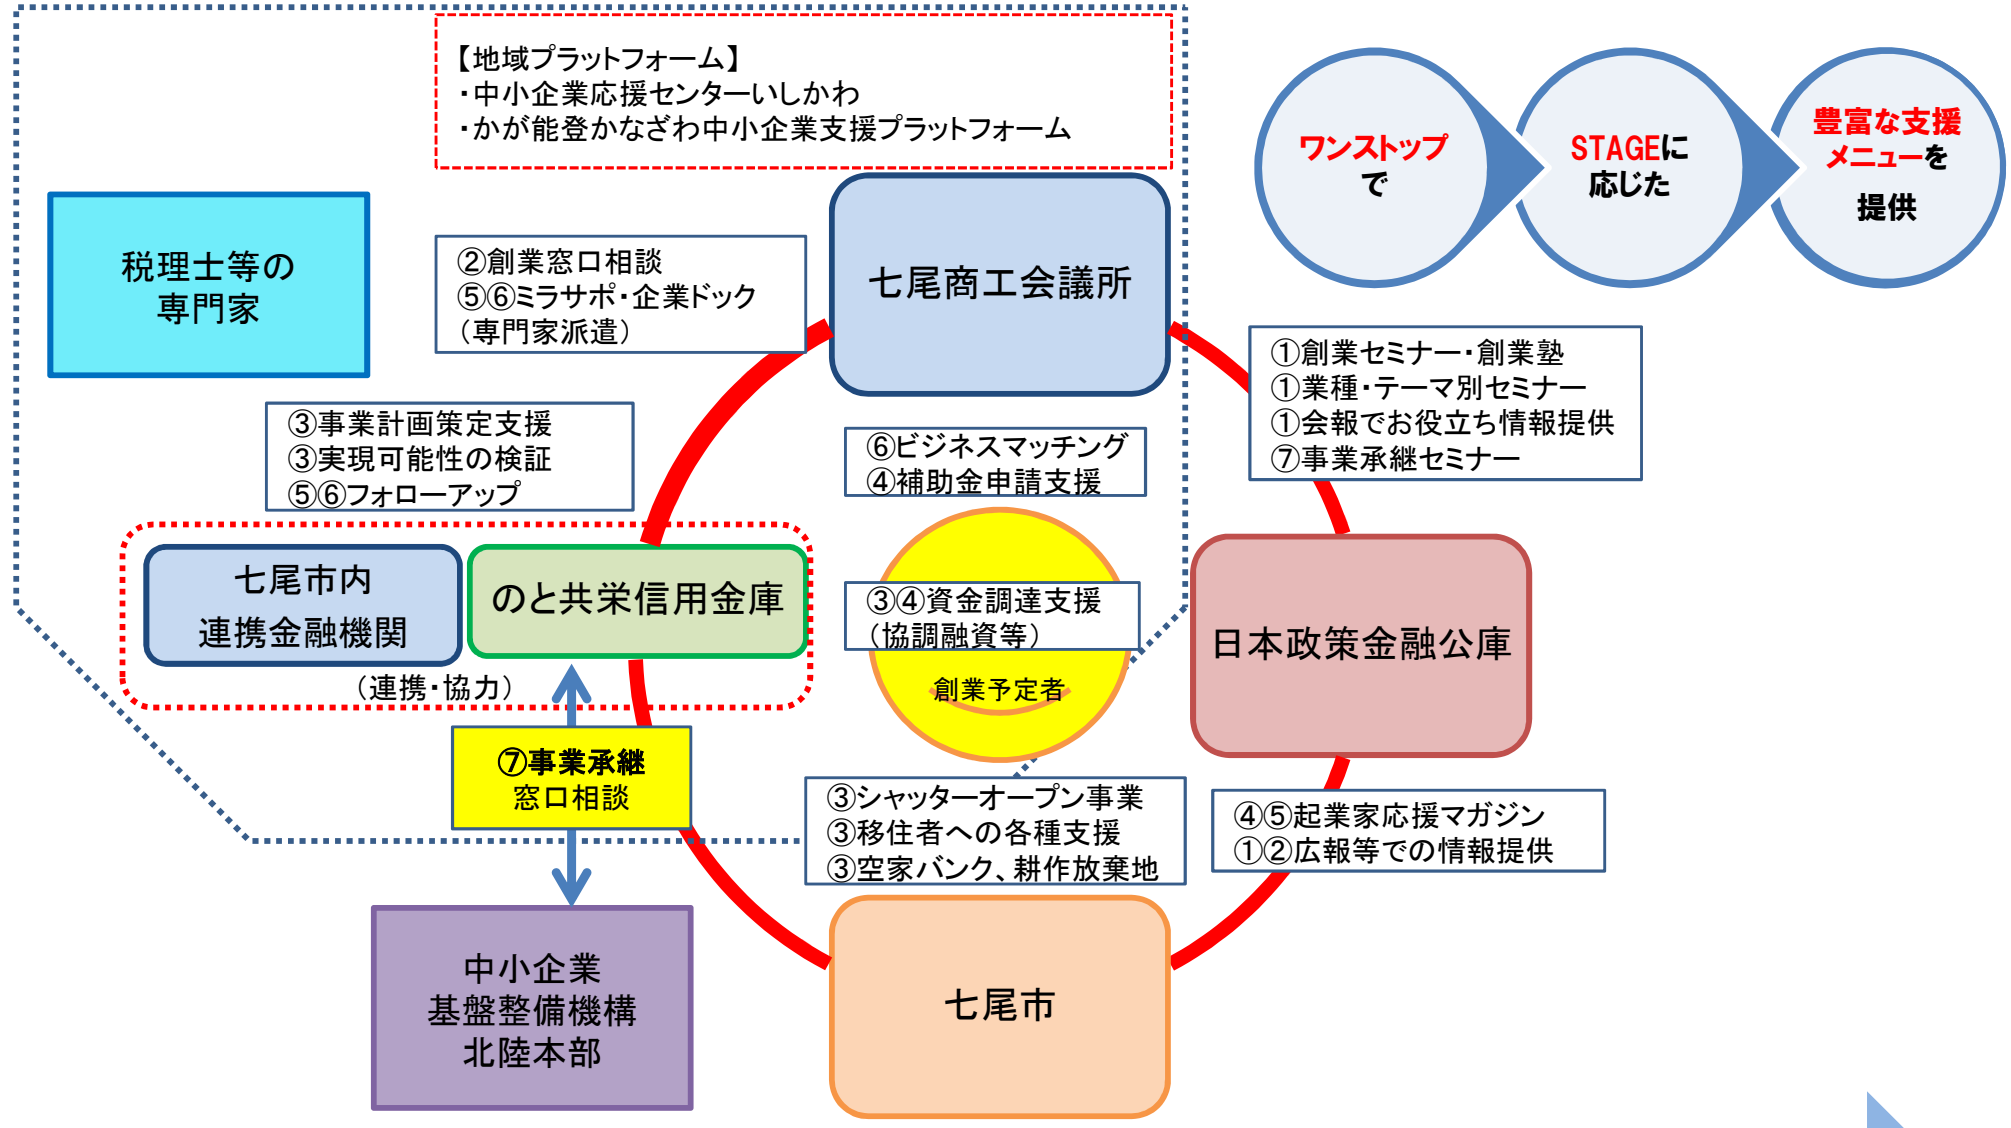 【地域プラットフォーム】
・中小企業応援センターいしかわ
・かが能登かなざわ中小企業支援プラットフォーム
ワンストップ
で
STAGEに
応じた
豊富な支援
メニューを
提供
税理士等の
専門家
②創業窓口相談
⑤⑥ミラサポ・企業ドック
（専門家派遣）
七尾商工会議所
①創業セミナー・創業塾
①業種・テーマ別セミナー
①会報でお役立ち情報提供
⑦事業承継セミナー
③事業計画策定支援
③実現可能性の検証
⑤⑥フォローアップ
⑥ビジネスマッチング
④補助金申請支援
七尾市内
連携金融機関
のと共栄信用金庫
（連携・協力）
③④資金調達支援
（協調融資等）
創業予定者
日本政策金融公庫
⑦事業承継
窓口相談
③シャッターオープン事業
③移住者への各種支援
③空家バンク、耕作放棄地
④⑤起業家応援マガジン
①②広報等での情報提供
中小企業
基盤整備機構
北陸本部
七尾市